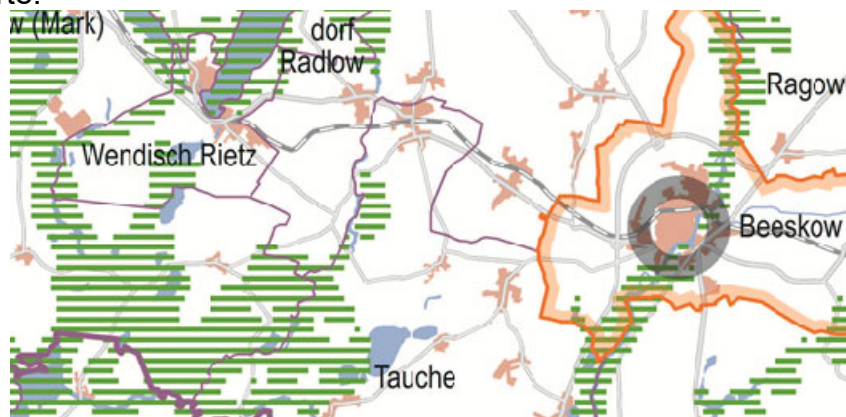 w (Mark)
dorf
Radlow
Ragow
Wendisch Rietz
Beeskow
Tauche